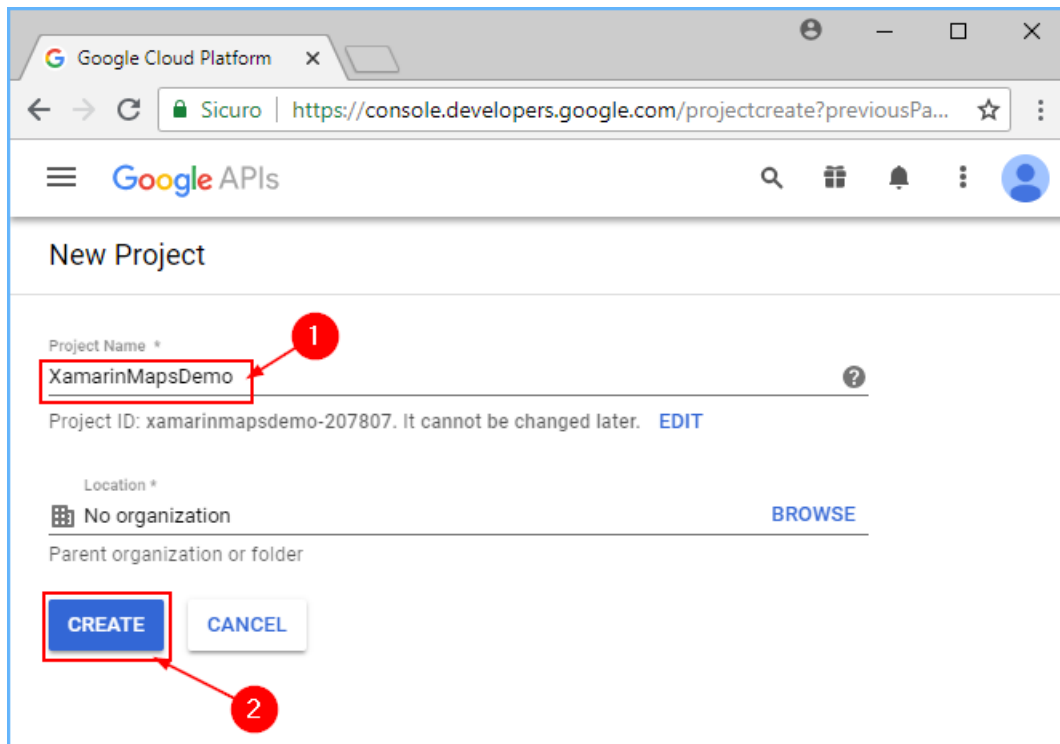 Google Cloud Platform
Sicuro https://console.developers.google.com/projectcreate?previousPa...
Google APIs
New Project
1
Project Name *
XamarinMapsDemo
Project ID: xamarinmapsdemo-207807. It cannot be changed later. EDIT
Location *
No organization BROWSE
Parent organization or folder
CREATE CANCEL
2